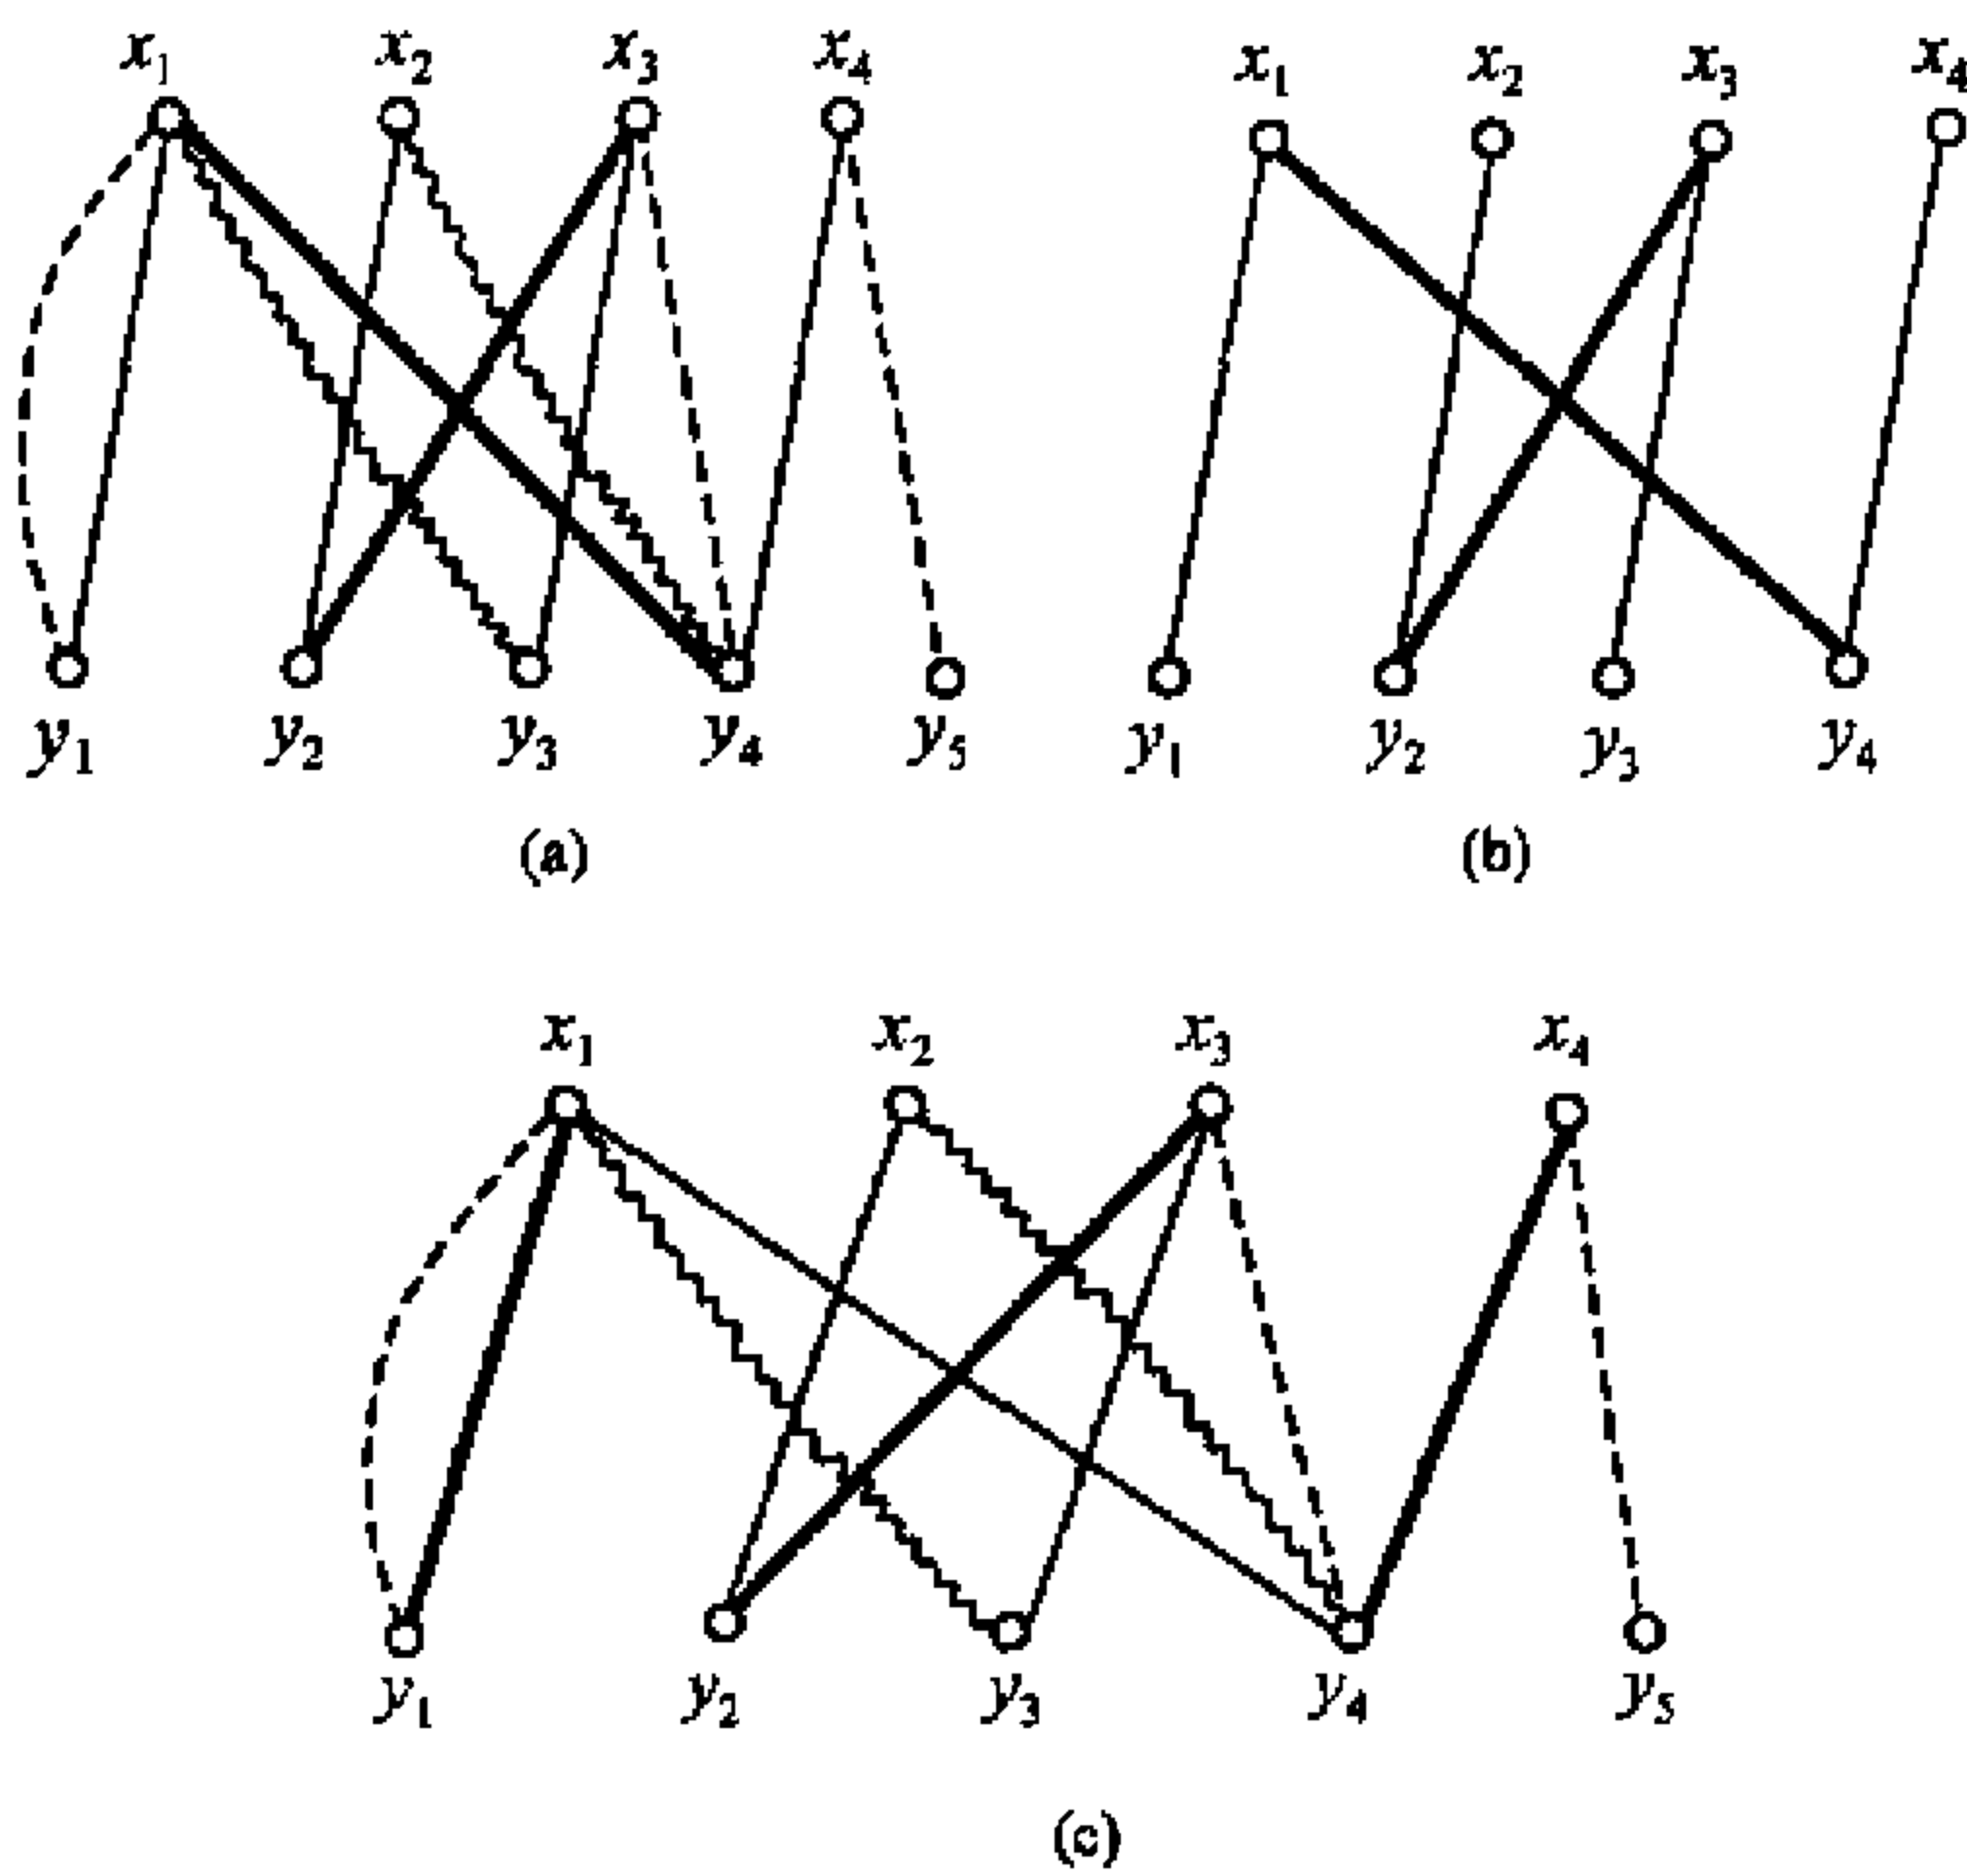 x₁ x₂ x₃ x₄
y₁ y₂ y₃ y₄ y₅
(a)
x₁ x₂ x₃ x₄
y₁ y₂ y₃ y₄
(b)
x₁ x₂ x₃ x₄
y₁ y₂ y₃ y₄ y₅
(c)